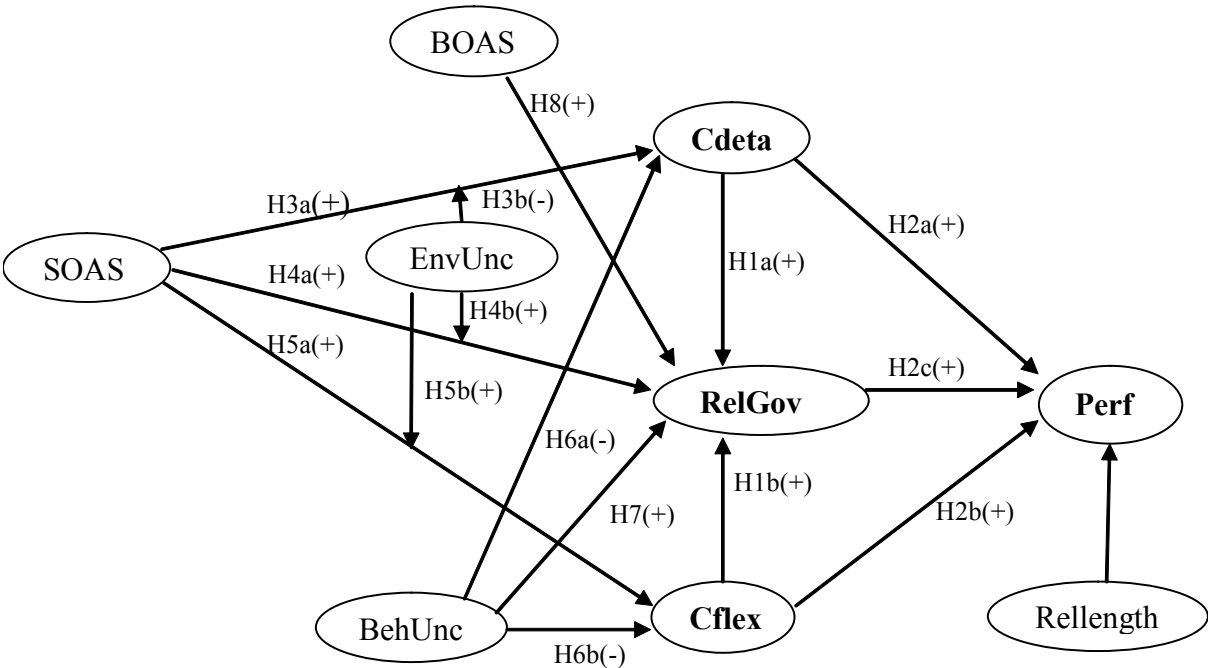 BOAS
H8(+)
Cdeta
H3a(+)
H3b(-)
H2a(+)
SOAS
EnvUnc
H4a(+)
H1a(+)
H4b(+)
H5a(+)
H5b(+)
H2c(+)
RelGov
Perf
H6a(-)
H1b(+)
H7(+)
H2b(+)
BehUnc
Cflex
Rellength
H6b(-)